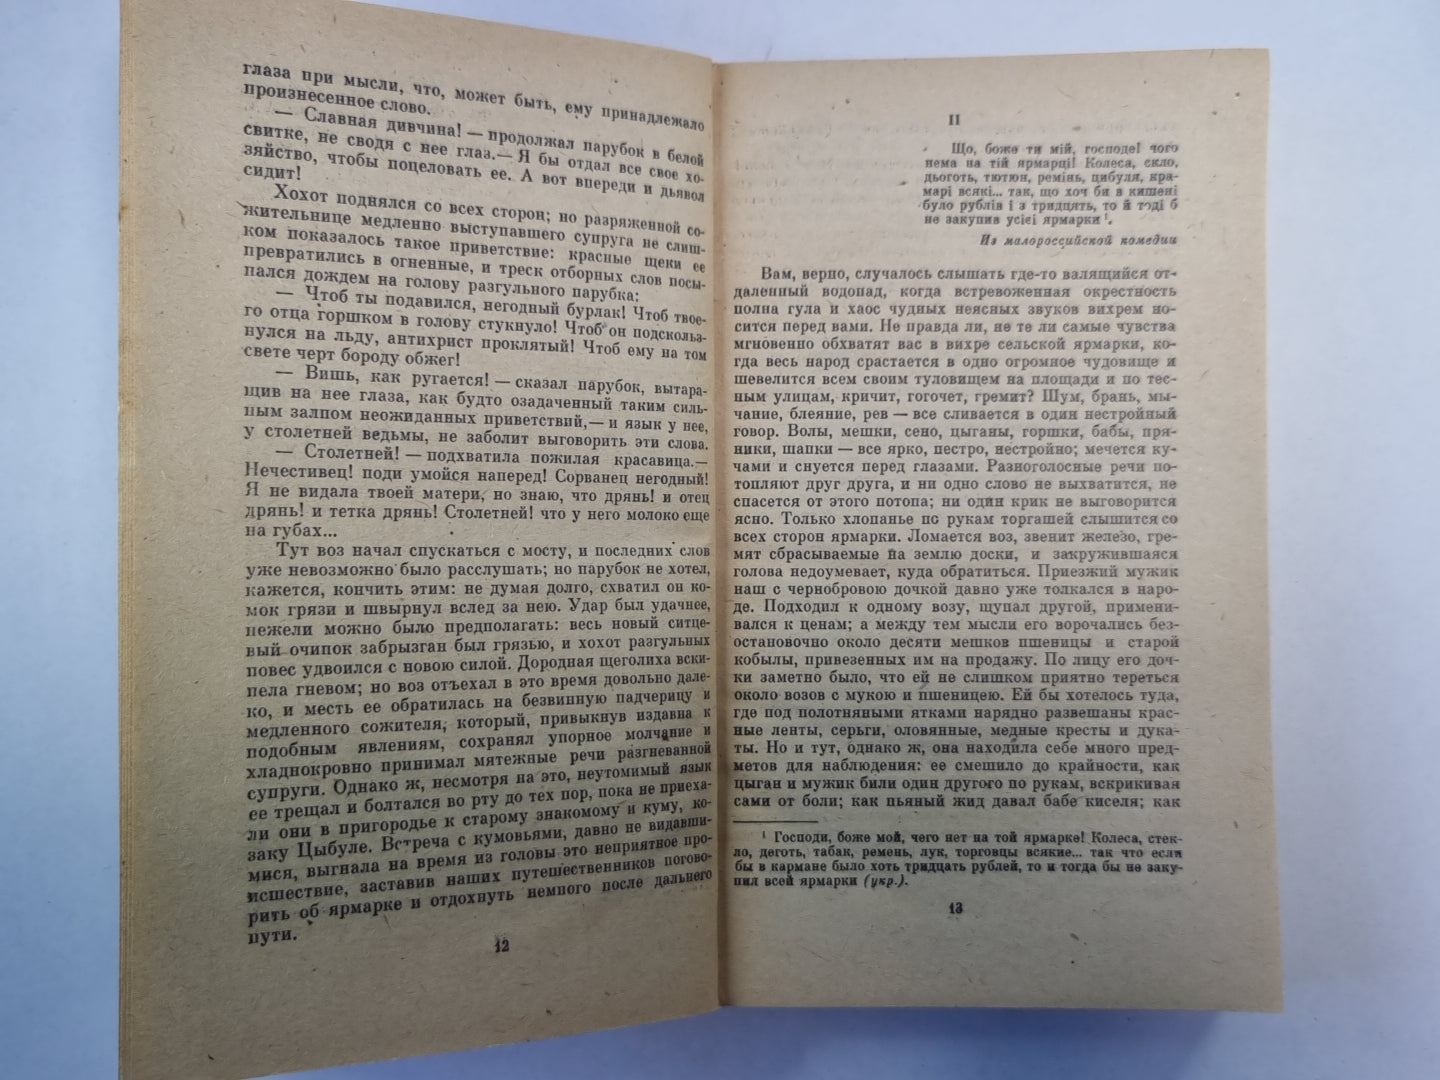 глаза при мысли, что, может быть, ему принадлежало
произнесенное слово.
— Славная дивчина! — продолжал парубок в белой
свитке, не сводя с нее глаз.— Я бы отдал все свое хо-
зяйство, чтобы поцеловать ее. А вот впереди и дьявол
сидит!
Хохот поднялся со всех сторон; но разряженной со-
жительнице медленно выступавшего супруга не слиш-
ком показалось такое приветствие: красные щеки ее
превратились в огненные, и треск отборных слов посы-
пался дождем на голову разгульного парубка:
— Чтоб ты подавился, негодный бурлак! Чтоб твое-
го отца горшком в голову стукнуло! Чтоб он подскольз-
нулся на льду, антихрист проклятый! Чтоб ему на том
свете черт бороду обжег!
— Вишь, как ругается! — сказал парубок, вытара-
щив на нее глаза, как будто озадаченный таким силь-
ным залпом неожиданных приветствий,— и язык у нее,
у столетней ведьмы, не заболит выговорить эти слова.
— Столетней! — подхватила пожилая красавица.—
Нечестивец! поди умойся наперед! Сорванец негодный!
Я не видала твоей матери, но знаю, что дрянь! и отец
дрянь! и тетка дрянь! Столетней! что у него молоко еще
на губах...
Тут воз начал спускаться с мосту, и последних слов
уже невозможно было расслушать; но парубок не хотел,
кажется, кончить этим: не думая долго, схватил он ко-
мок грязи и швырнул вслед за нею. Удар был удачнее,
нежели можно было предполагать: весь новый ситце-
вый очипок забрызган был грязью, и хохот разгульных
повес удвоился с новою силой. Дородная щеголиха вски-
пела гневом; но воз отъехал в это время довольно дале-
ко, и месть ее обратилась на безвинную падчерицу и
медленного сожителя, который, привыкнув издавна к
подобным явлениям, сохранял упорное молчание и
хладнокровно принимал мятежные речи разгневанной
супруги. Однако ж, несмотря на это, неутомимый язык
ее трещал и болтался во рту до тех пор, пока не приеха-
ли они в пригородье к старому знакомому и куму, ко-
заку Цыбуле. Встреча с кумовьями, давно не видавши-
мися, выгнала на время из головы это неприятное про-
исшествие, заставив наших путешественников погово-
рить об ярмарке и отдохнуть немного после дальнего
пути.
12
II
Що, боже ти мій, господе! чого
нема на тій ярмарці! Колеса, скло,
дьоготь, тютюн, ремінь, цибуля, кра-
марі всякі... так, що хоч би в кишені
було рублів і з тридцять, то й тоді б
не закупив усієї ярмарки ¹.
Из малороссийской комедии
Вам, верно, случалось слышать где-то валящийся от-
даленный водопад, когда встревоженная окрестность
полна гула и хаос чудных неясных звуков вихрем но-
сится перед вами. Не правда ли, не те ли самые чувства
мгновенно обхватят вас в вихре сельской ярмарки, ко-
гда весь народ срастается в одно огромное чудовище и
шевелится всем своим туловищем на площади и по тес-
ным улицам, кричит, гогочет, гремит? Шум, брань, мы-
чание, блеяние, рев — все сливается в один нестройный
говор. Волы, мешки, сено, цыганы, горшки, бабы, пря-
ники, шапки — все ярко, пестро, нестройно; мечется ку-
чами и снуется перед глазами. Разноголосные речи по-
топляют друг друга, и ни одно слово не выхватится, не
спасется от этого потопа; ни один крик не выговорится
ясно. Только хлопанье по рукам торгашей слышится со
всех сторон ярмарки. Ломается воз, звенит железо, гре-
мят сбрасываемые на землю доски, и закружившаяся
голова недоумевает, куда обратиться. Приезжий мужик
наш с чернобровою дочкой давно уже толкался в наро-
де. Подходил к одному возу, щупал другой, примени-
вался к ценам; а между тем мысли его ворочались без-
остановочно около десяти мешков пшеницы и старой
кобылы, привезенных им на продажу. По лицу его доч-
ки заметно было, что ей не слишком приятно тереться
около возов с мукою и пшеницею. Ей бы хотелось туда,
где под полотняными ятками нарядно развешаны крас-
ные ленты, серьги, оловянные, медные кресты и дука-
ты. Но и тут, однако ж, она находила себе много пред-
метов для наблюдения: ее смешило до крайности, как
цыган и мужик били один другого по рукам, вскрикивая
сами от боли; как пьяный жид давал бабе киселя; как
¹ Господи, боже мой, чего нет на той ярмарке! Колеса, стек-
ло, деготь, табак, ремень, лук, торговцы всякие... так что если
бы в кармане было хоть тридцать рублей, то и тогда бы не заку-
пил всей ярмарки (укр.).
13